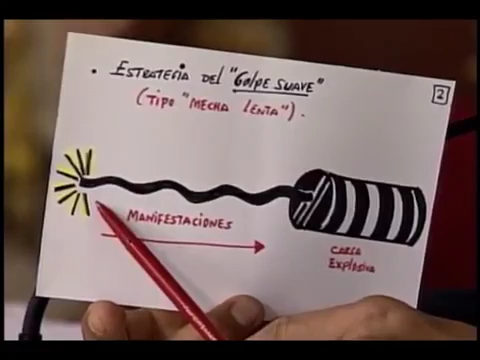 • Estrategia del "Golpe suave"
2
(Tipo "mecha lenta").
Manifestaciones
carga
Explosiva